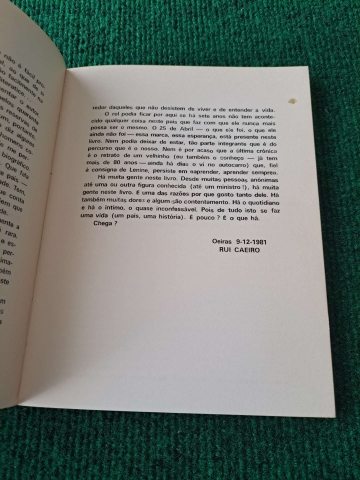 redor daqueles que não desistem de viver e de entender a vida.
O rol podia ficar por aqui se há sete anos não tem aconte-
cido qualquer coisa neste país que faz com que ele nunca mais
possa ser o mesmo. O 25 de Abril — o que sia foi, o que ele
ainda não foi — essa marca, essa esperança, está presente neste
livro. Nem podia deixar de estar, tão parte integrante que é do
percurso que é o nosso. Nem é por acaso que a última crónica
é o retrato de um velhinho (eu também o conheço — já tem
mais de 80 anos — ainda há dias o vi no autocarro) que, fiel
à consigna de Lenine, persiste em aprender, aprender sempre.
Há muita gente neste livro. Desde muitas pessoas anónimas
até uma ou outra figura conhecida (até um ministro!), há muita
gente neste livro. E uma das razões por que gosto tanto dele. Há
também muitas dores e algum são contentamento. Há o quotidiano
e há o íntimo, o quase inconfessável. Pois de tudo isto se faz
uma vida (um país, uma história). É pouco? É o que há.
Chega?
Oeiras 9-12-1981
RUI CAEIRO